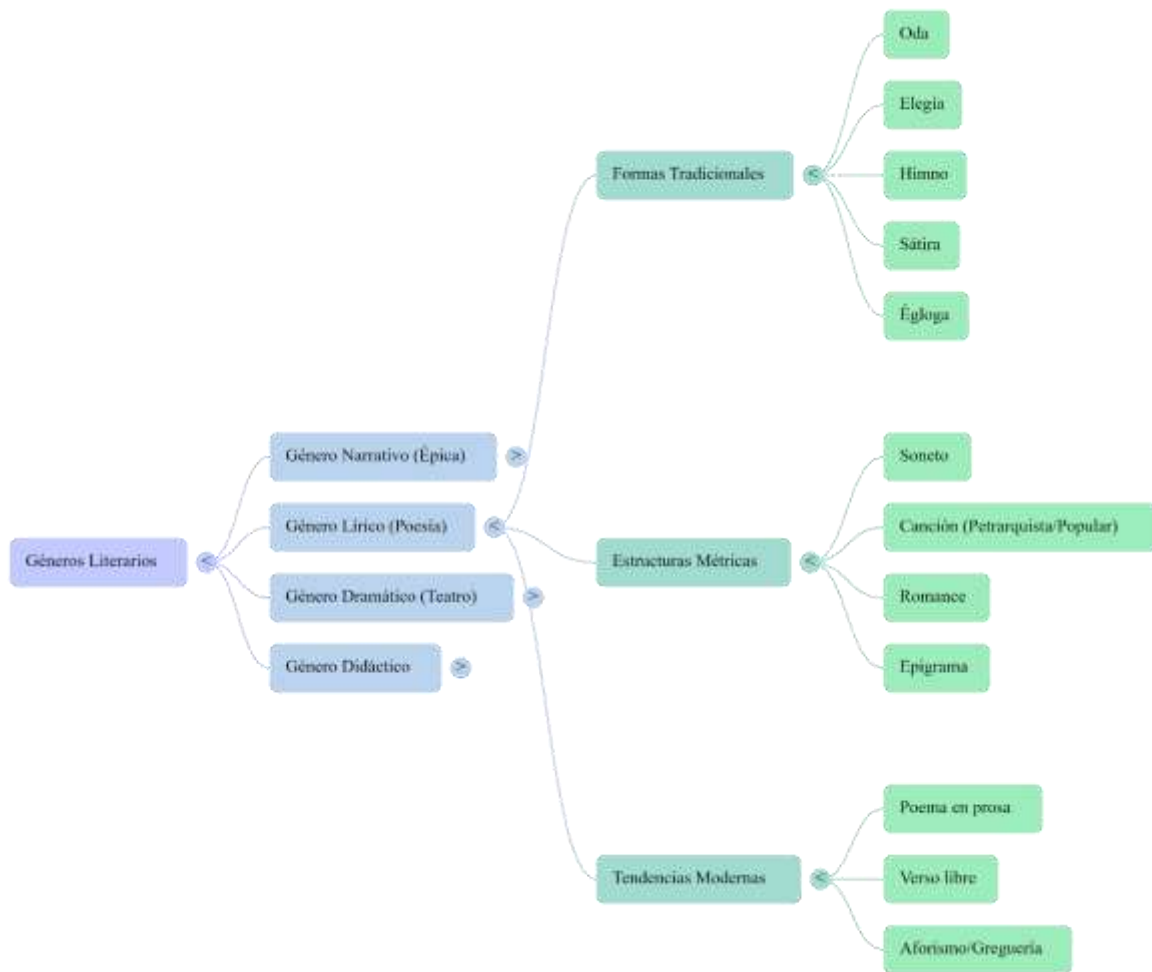 Géneros Literarios
<
Género Narrativo (Épica)
>
Género Lírico (Poesía)
<
Género Dramático (Teatro)
>
Género Didáctico
>
Formas Tradicionales
<
Oda
Elegía
Himno
Sátira
Égloga
Estructuras Métricas
<
Soneto
Canción (Petrarquista/Popular)
Romance
Epigrama
Tendencias Modernas
<
Poema en prosa
Verso libre
Aforismo/Greguería